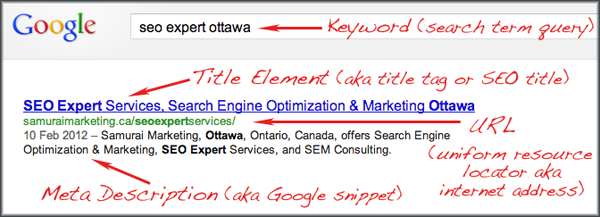 Google
seo expert ottawa
Keyword (search term query)
Title Element (aka title tag or SEO title)
SEO Expert Services, Search Engine Optimization & Marketing Ottawa
samuraimarketing.ca/seoexpertservices/
10 Feb 2012 – Samurai Marketing, Ottawa, Ontario, Canada, offers Search Engine
Optimization & Marketing, SEO Expert Services, and SEM Consulting.
URL
(uniform resource
locator aka
internet address)
Meta Description (aka Google snippet)